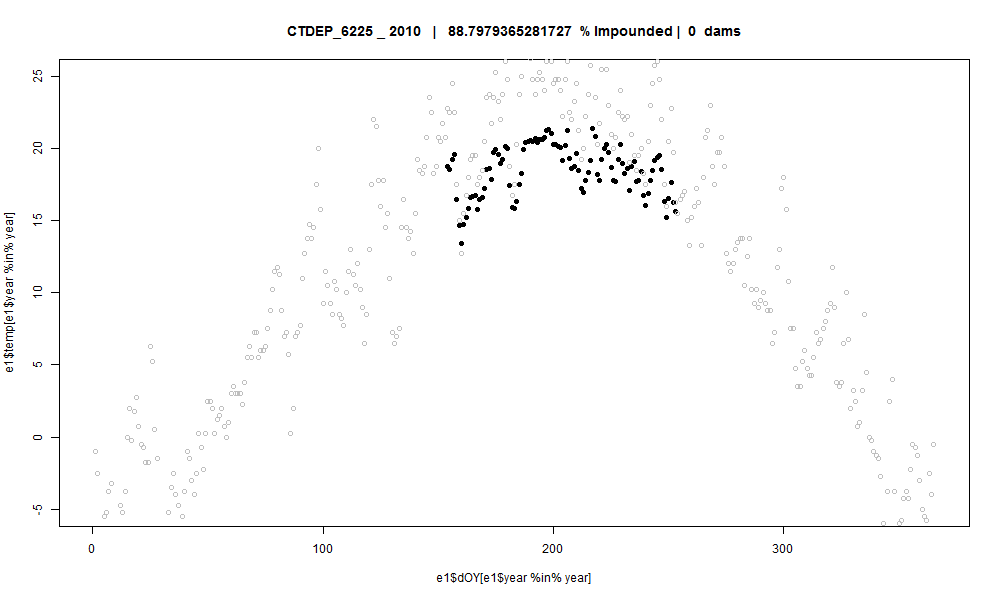 CTDEP_6225 _ 2010 | 88.7979365281727 % Impounded | 0 dams
e1$temp[e1$year %in% year]
25
20
15
10
5
0
-5
0 100 200 300
e1$dOY[e1$year %in% year]